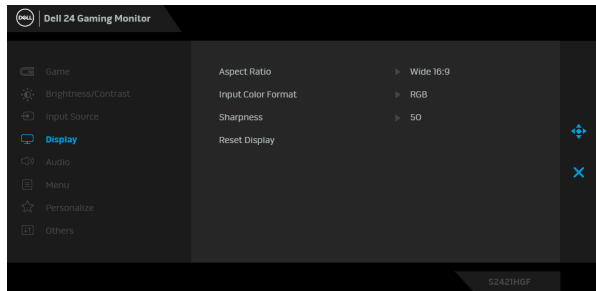 DELL Dell 24 Gaming Monitor
Game
Brightness/Contrast
Input Source
Display
Audio
Menu
Personalize
Others
Aspect Ratio Wide 16:9
Input Color Format RGB
Sharpness 50
Reset Display
S2421HGF